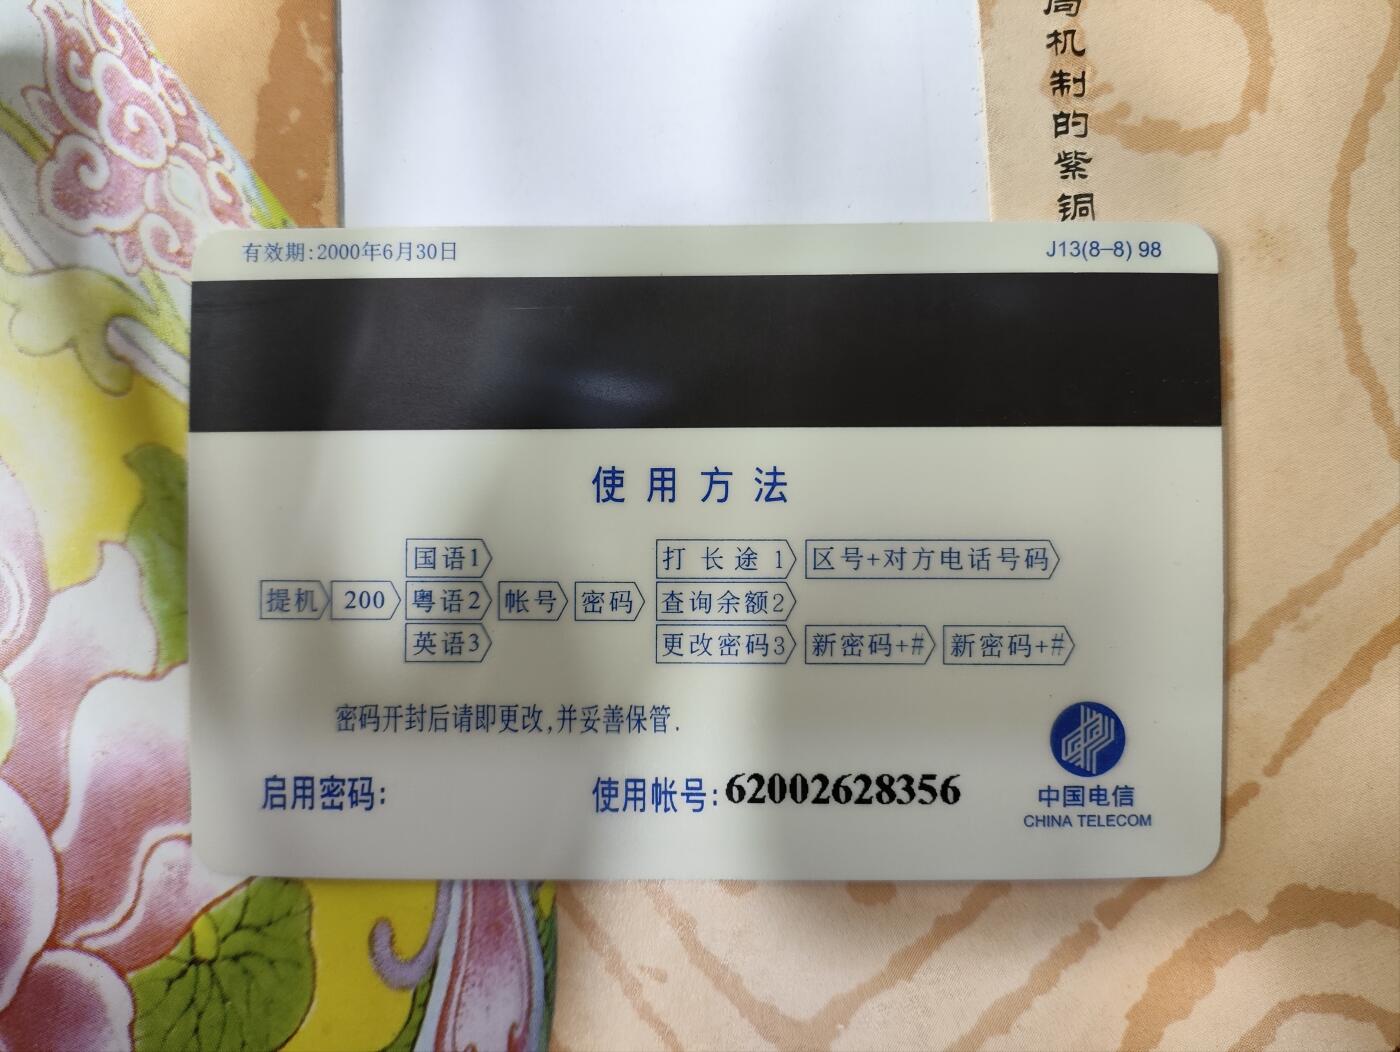 机制的紫铜
有效期:2000年6月30日
J13(8–8) 98
使用方法
国语1
打长途 1 区号+对方电话号码
提机 200 粤语2 帐号 密码 查询余额2
英语3
更改密码3 新密码+# 新密码+#
密码开封后请即更改,并妥善保管.
启用密码:
使用帐号:62002628356
中国电信
CHINA TELECOM